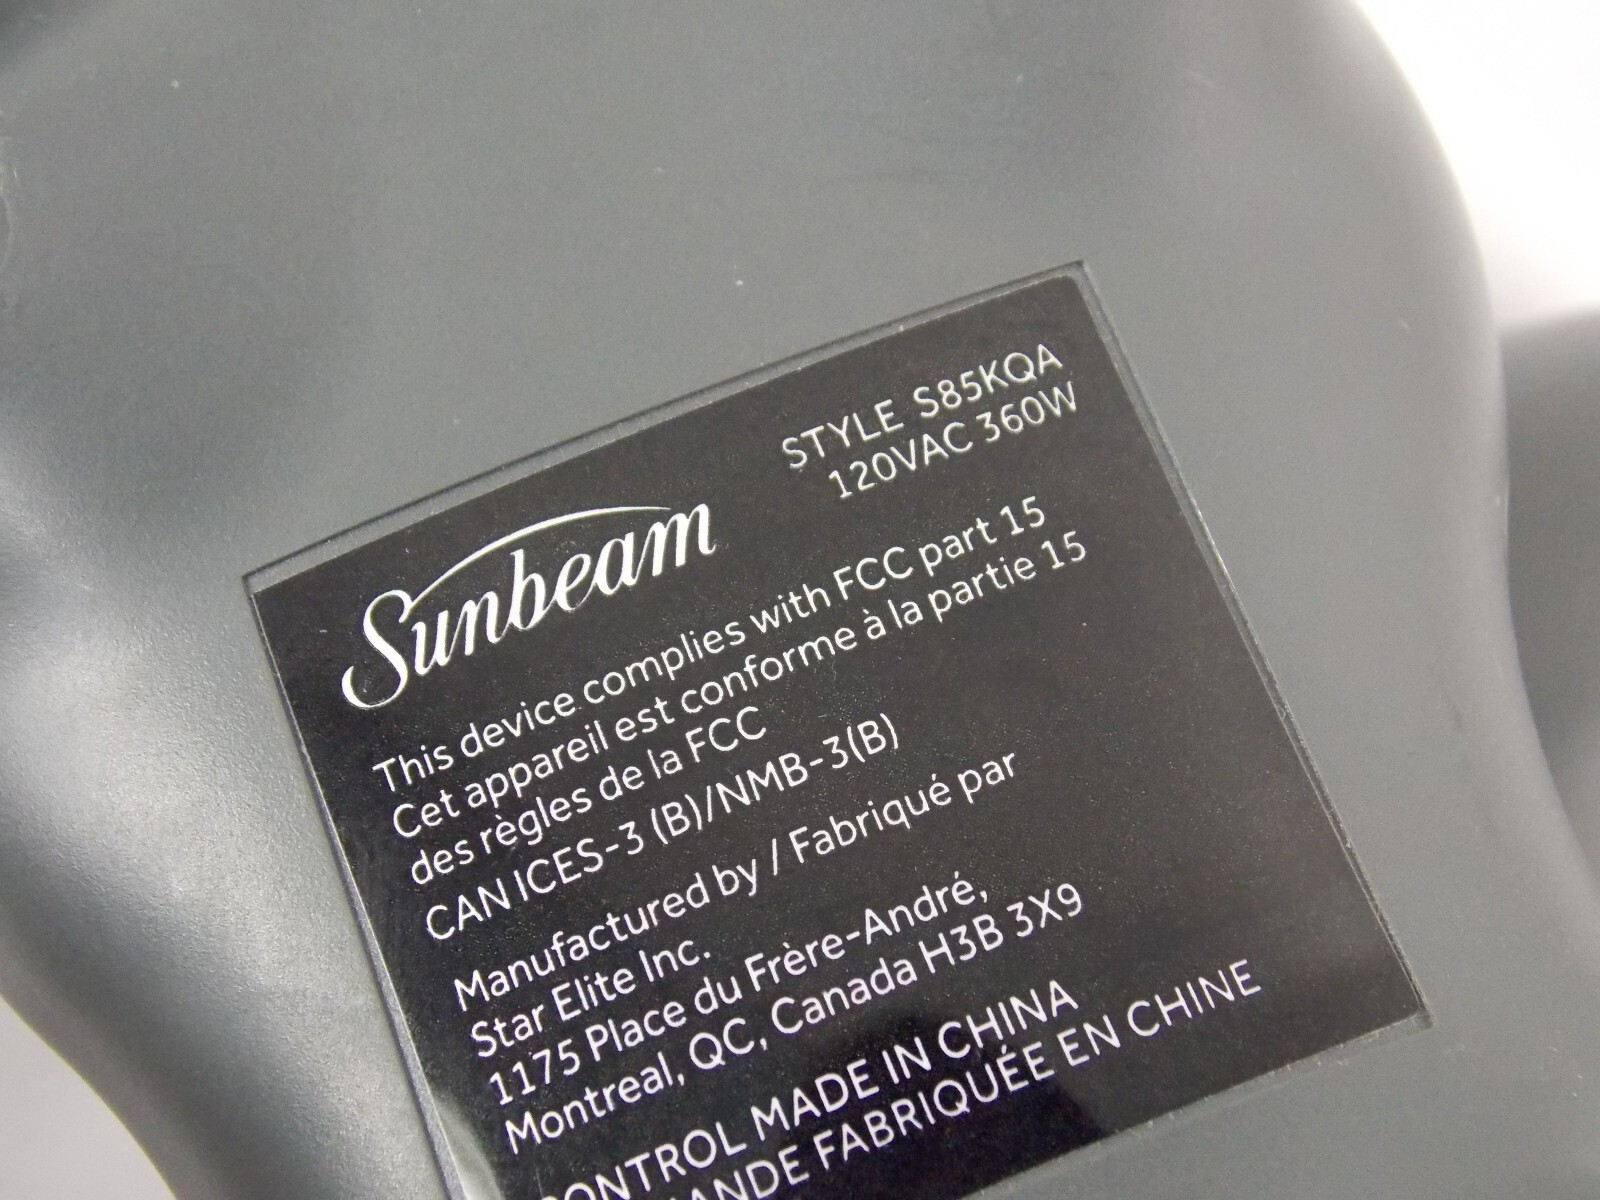 STYLE S85KQA
120VAC 360W
Sunbeam
This device complies with FCC part 15
Cet appareil est conforme à la partie 15
des règles de la FCC
CAN ICES-3 (B)/NMB-3(B)
Manufactured by / Fabriqué par
Star Elite Inc.
1175 Place du Frère-André,
Montreal, QC, Canada H3B 3X9
ONTROL MADE IN CHINA
ANDE FABRIQUÉE EN CHINE